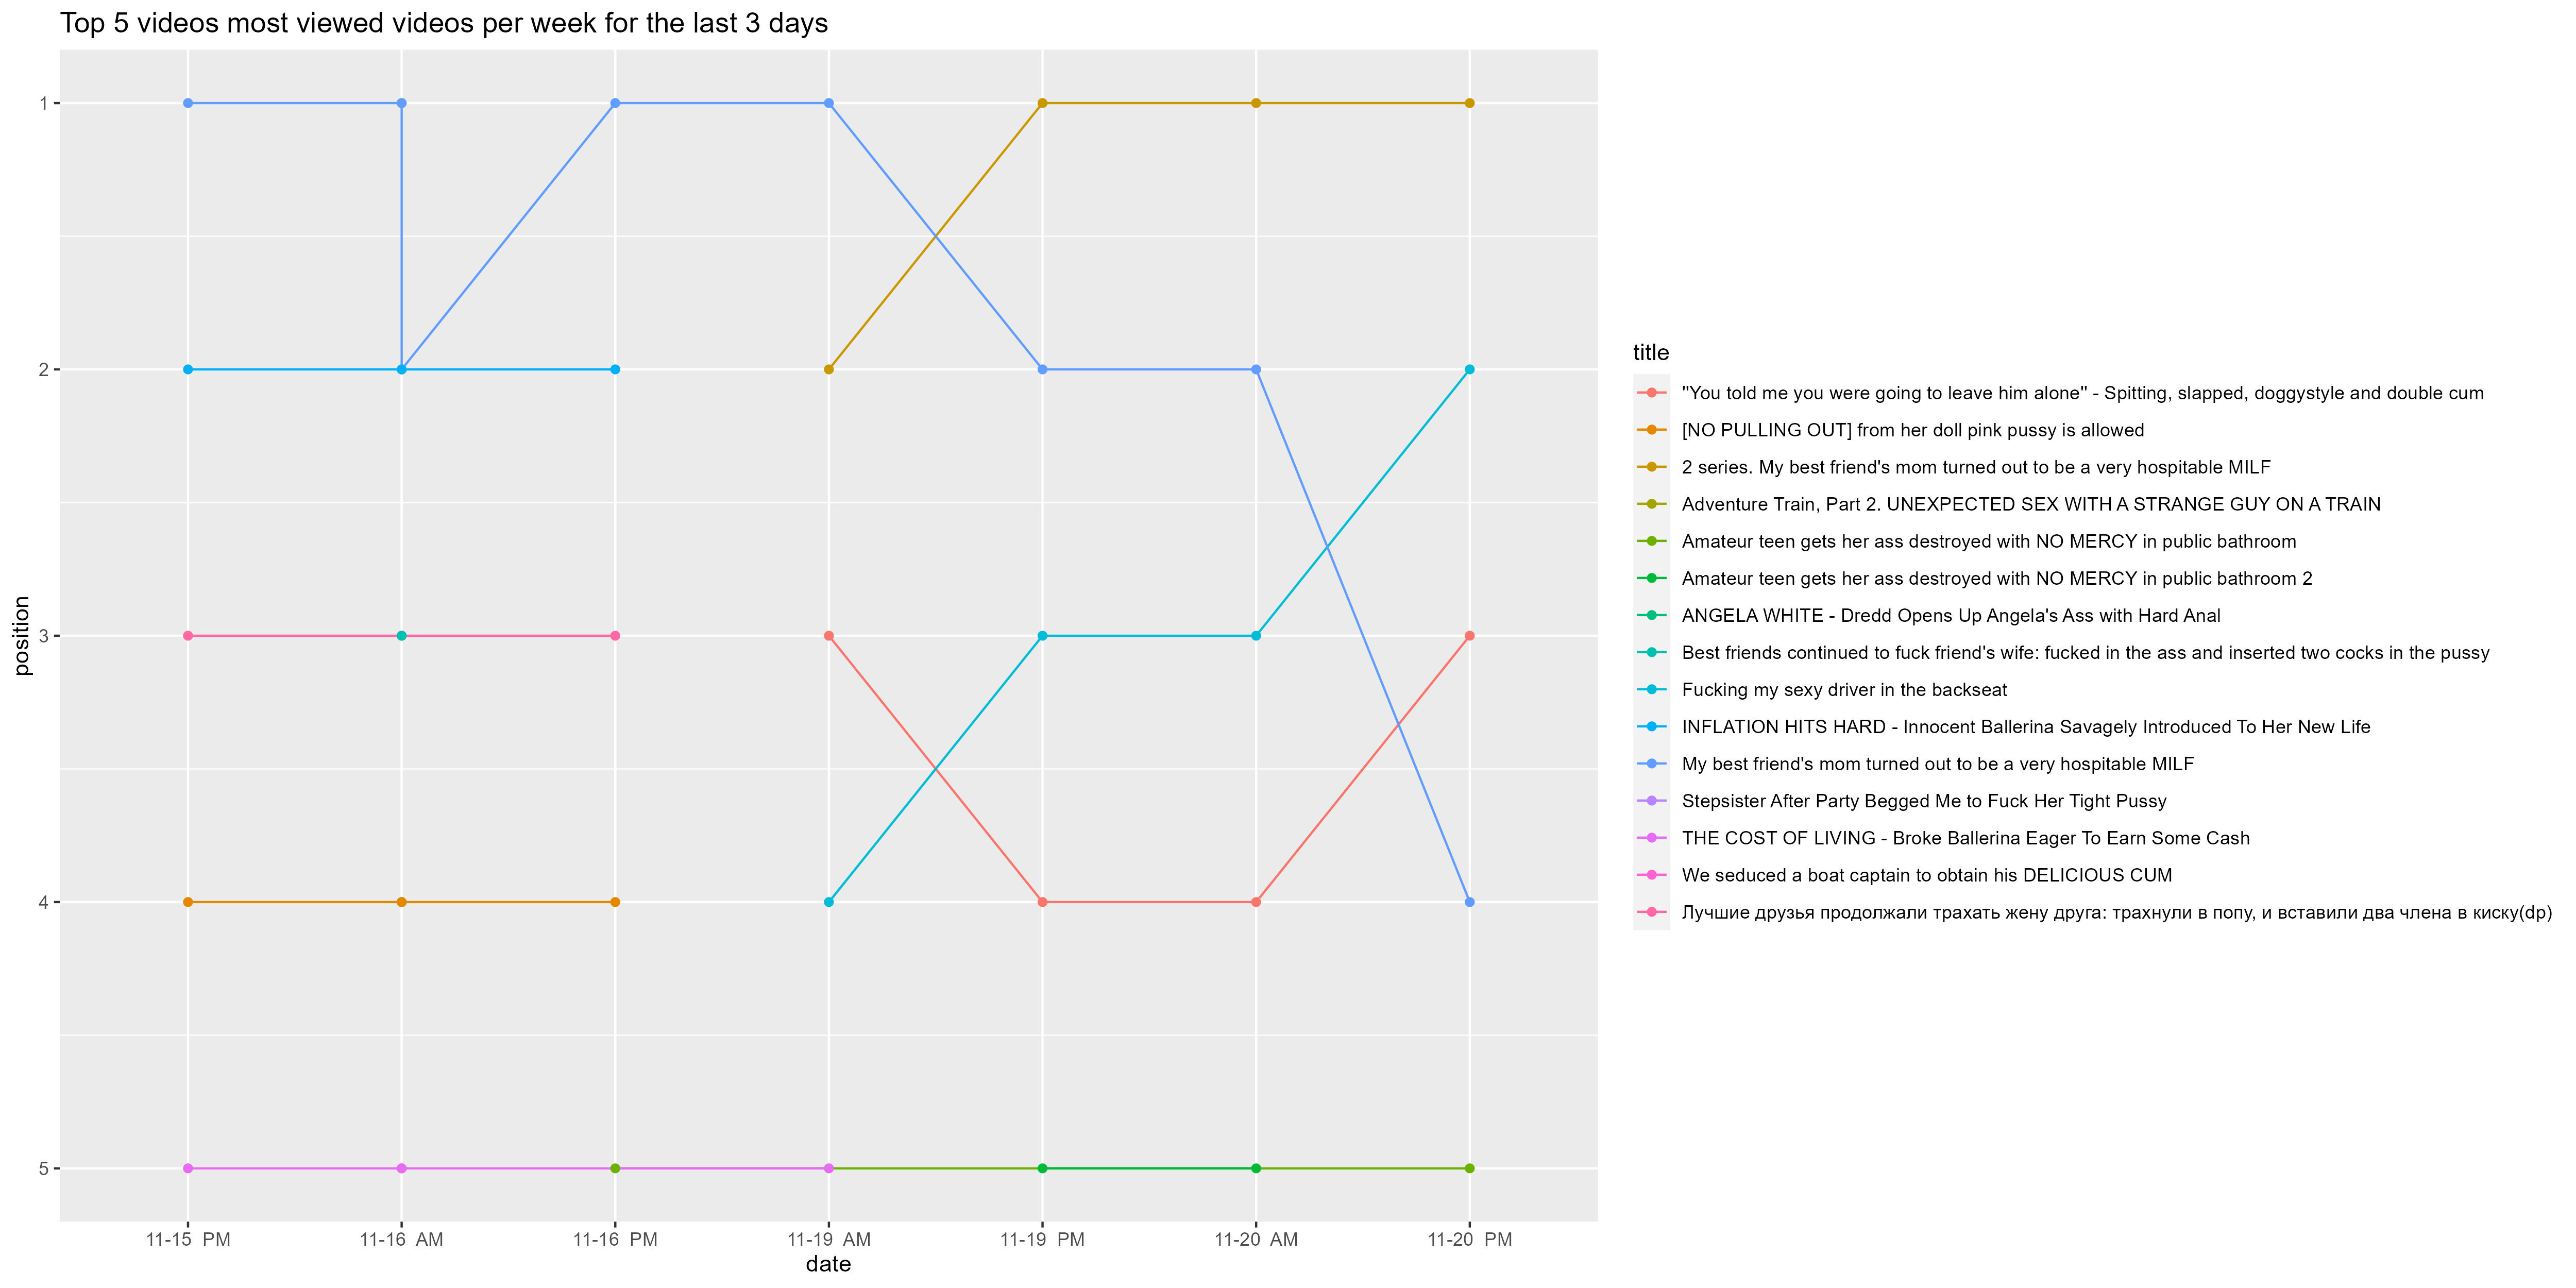 Top 5 videos most viewed videos per week for the last 3 days
1
2
3
4
5
position
11-15 PM
11-16 AM
11-16 PM
11-19 AM
11-19 PM
11-20 AM
11-20 PM
date
title
"You told me you were going to leave him alone" - Spitting, slapped, doggystyle and double cum
[NO PULLING OUT] from her doll pink pussy is allowed
2 series. My best friend's mom turned out to be a very hospitable MILF
Adventure Train, Part 2. UNEXPECTED SEX WITH A STRANGE GUY ON A TRAIN
Amateur teen gets her ass destroyed with NO MERCY in public bathroom
Amateur teen gets her ass destroyed with NO MERCY in public bathroom 2
ANGELA WHITE - Dredd Opens Up Angela's Ass with Hard Anal
Best friends continued to fuck friend's wife: fucked in the ass and inserted two cocks in the pussy
Fucking my sexy driver in the backseat
INFLATION HITS HARD - Innocent Ballerina Savagely Introduced To Her New Life
My best friend's mom turned out to be a very hospitable MILF
Stepsister After Party Begged Me to Fuck Her Tight Pussy
THE COST OF LIVING - Broke Ballerina Eager To Earn Some Cash
We seduced a boat captain to obtain his DELICIOUS CUM
Лучшие друзья продолжали трахать жену друга: трахнули в попу, и вставили два члена в киску(dp)